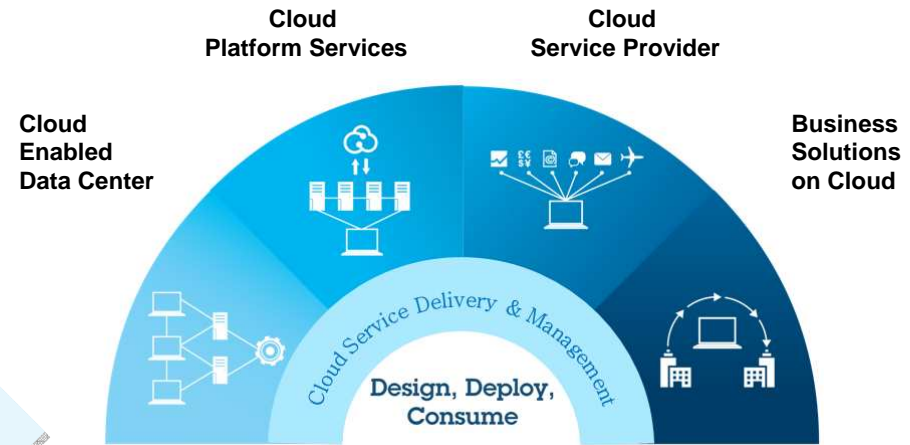 Cloud
Platform Services
Cloud
Service Provider
Cloud
Enabled
Data Center
Business
Solutions
on Cloud
£€
$¥
©
Cloud Service Delivery & Management
Design, Deploy,
Consume